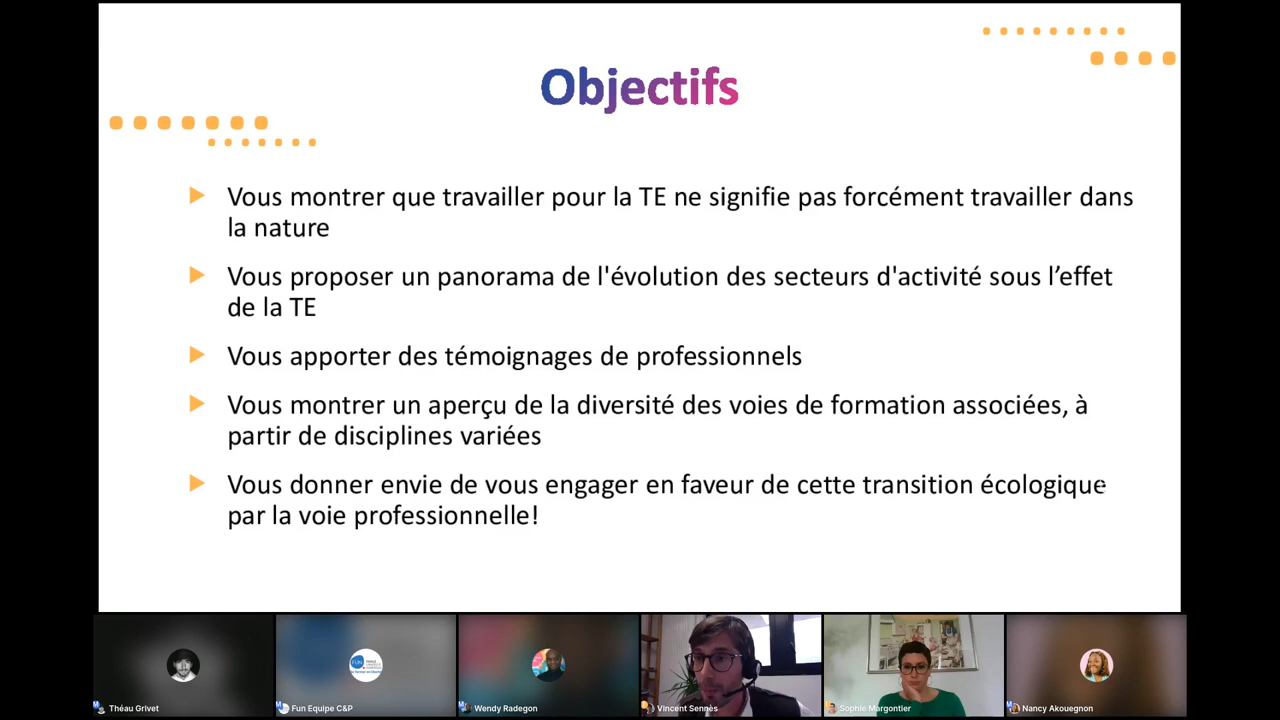 Objectifs
Vous montrer que travailler pour la TE ne signifie pas forcément travailler dans
la nature
Vous proposer un panorama de l'évolution des secteurs d'activité sous l’effet
de la TE
Vous apporter des témoignages de professionnels
Vous montrer un aperçu de la diversité des voies de formation associées, à
partir de disciplines variées
Vous donner envie de vous engager en faveur de cette transition écologique
par la voie professionnelle!
FUN
Théau Grivet
Fun Equipe C&P
Wendy Radegon
Vincent Sennès
Sophie Margontier
Nancy Akouegnon